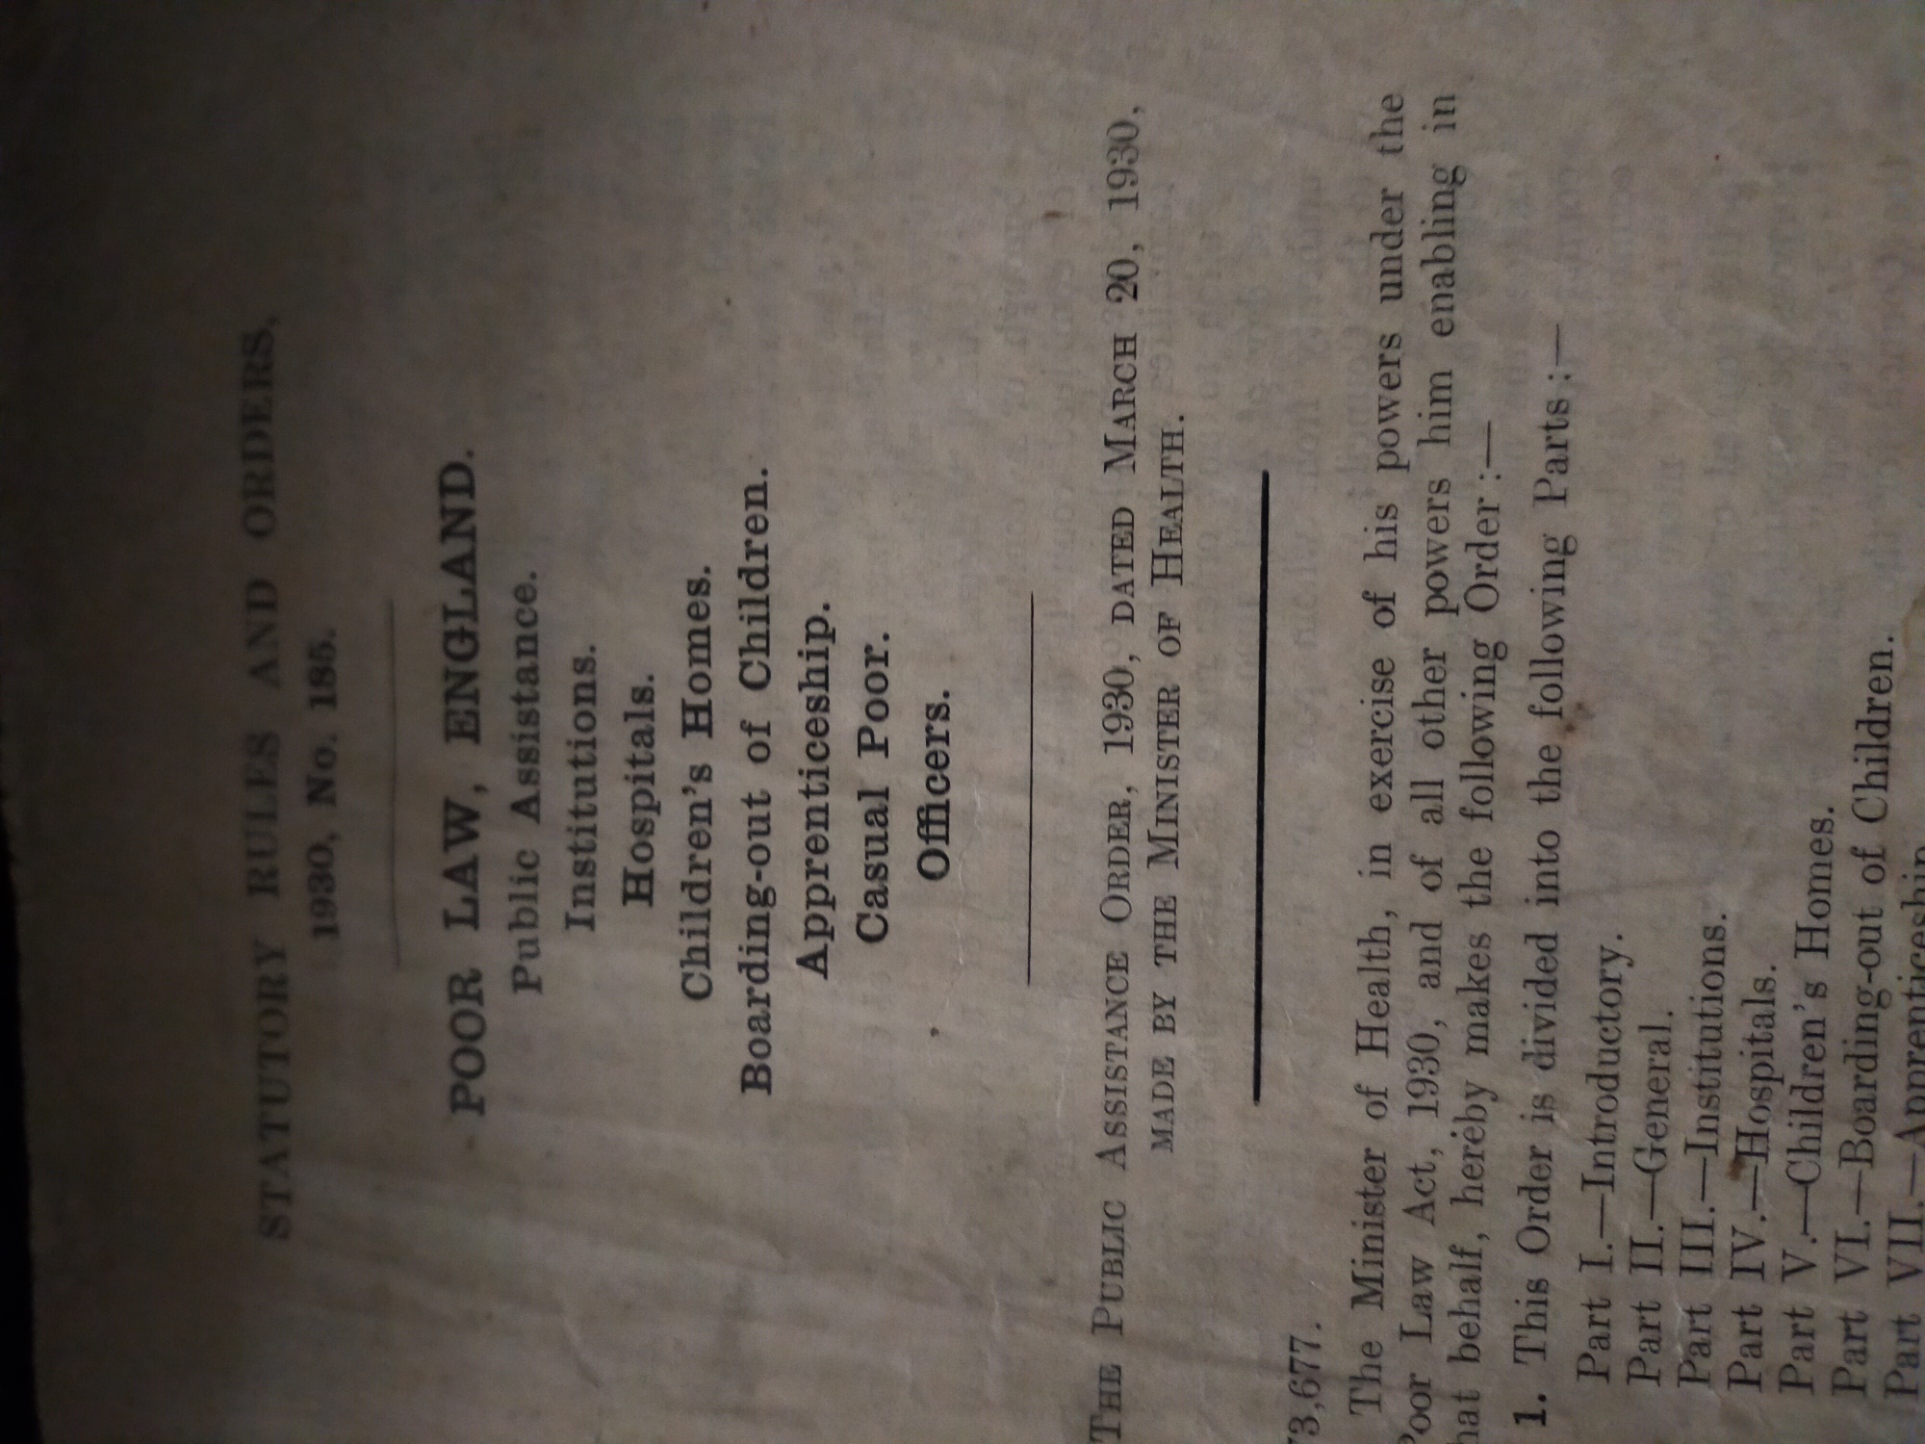 STATUTORY RULES AND ORDERS,
1930, No. 185.
POOR LAW, ENGLAND.
Public Assistance.
Institutions.
Hospitals.
Children's Homes.
Boarding-out of Children.
Apprenticeship.
Casual Poor.
Officers.
THE PUBLIC ASSISTANCE ORDER, 1930, DATED MARCH 20, 1930,
MADE BY THE MINISTER OF HEALTH.
73,677.
The Minister of Health, in exercise of his powers under the
Poor Law Act, 1930, and of all other powers him enabling in
hat behalf, hereby makes the following Order:—
1. This Order is divided into the following Parts:—
Part I.—Introductory.
Part II.—General.
Part III.—Institutions.
Part IV.—Hospitals.
Part V.—Children's Homes.
Part VI.—Boarding-out of Children.
Part VII.—Apprenticeship